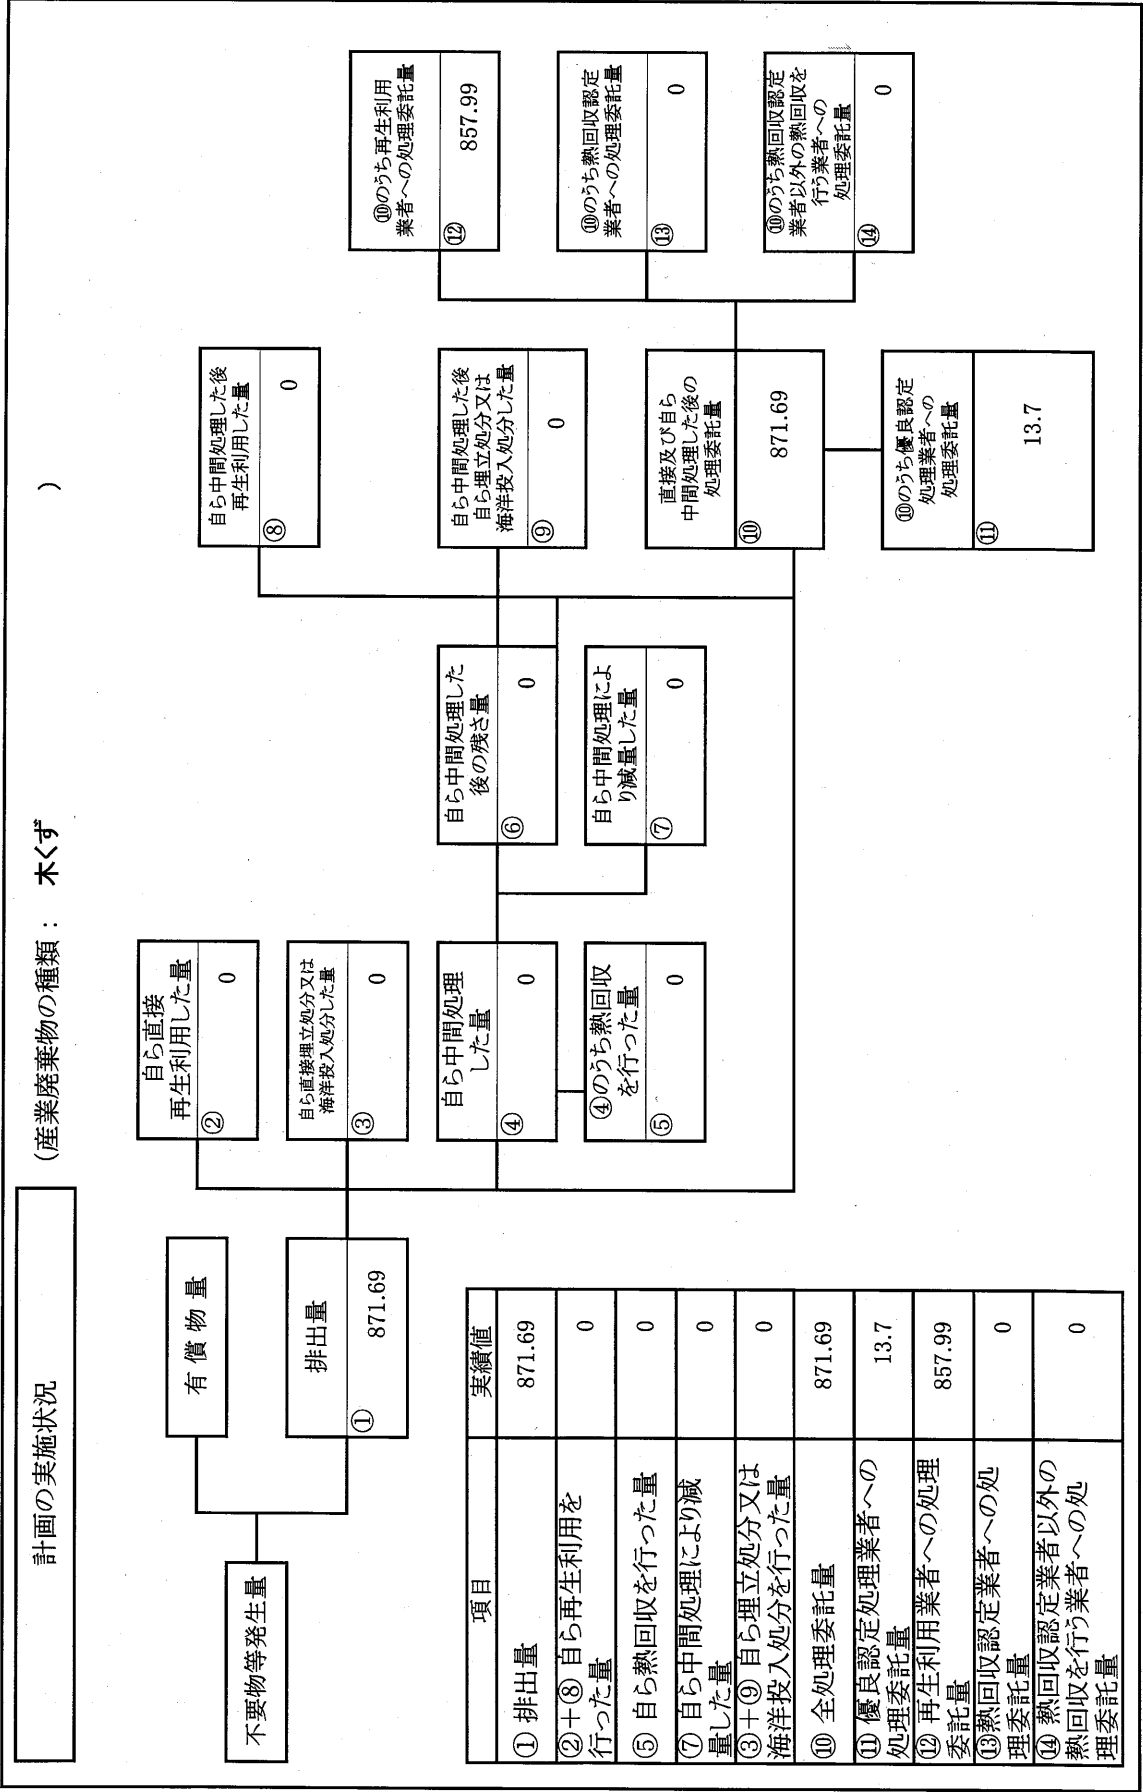 計画の実施状況
(産業廃棄物の種類： 木くず )
不要物等発生量
有 償 物 量
排出量
① 871.69
自ら直接
再生利用した量
② 0
自ら直接埋立処分又は
海洋投入処分した量
③ 0
自ら中間処理
した量
④ 0
④のうち熱回収
を行った量
⑤ 0
自ら中間処理した
後の残さ量
⑥ 0
自ら中間処理によ
り減量した量
⑦ 0
自ら中間処理した後
再生利用した量
⑧ 0
自ら中間処理した後
自ら埋立処分又は
海洋投入処分した量
⑨ 0
直接及び自ら
中間処理した後の
処理委託量
⑩ 871.69
⑩のうち優良認定
処理業者への
処理委託量
⑪ 13.7
⑩のうち再生利用
業者への処理委託量
⑫ 857.99
⑩のうち熱回収認定
業者への処理委託量
⑬ 0
⑩のうち熱回収認定
業者以外の熱回収を
行う業者への
処理委託量
⑭ 0
項目 実績値
① 排出量 871.69
②＋⑧ 自ら再生利用を
行った量 0
⑤ 自ら熱回収を行った量 0
⑦ 自ら中間処理により減
量した量 0
③＋⑨ 自ら埋立処分又は
海洋投入処分を行った量 0
⑩ 全処理委託量 871.69
⑪ 優良認定処理業者への
処理委託量 13.7
⑫ 再生利用業者への処理
委託量 857.99
⑬熱回収認定業者への処
理委託量 0
⑭ 熱回収認定業者以外の
熱回収を行う業者への処
理委託量 0